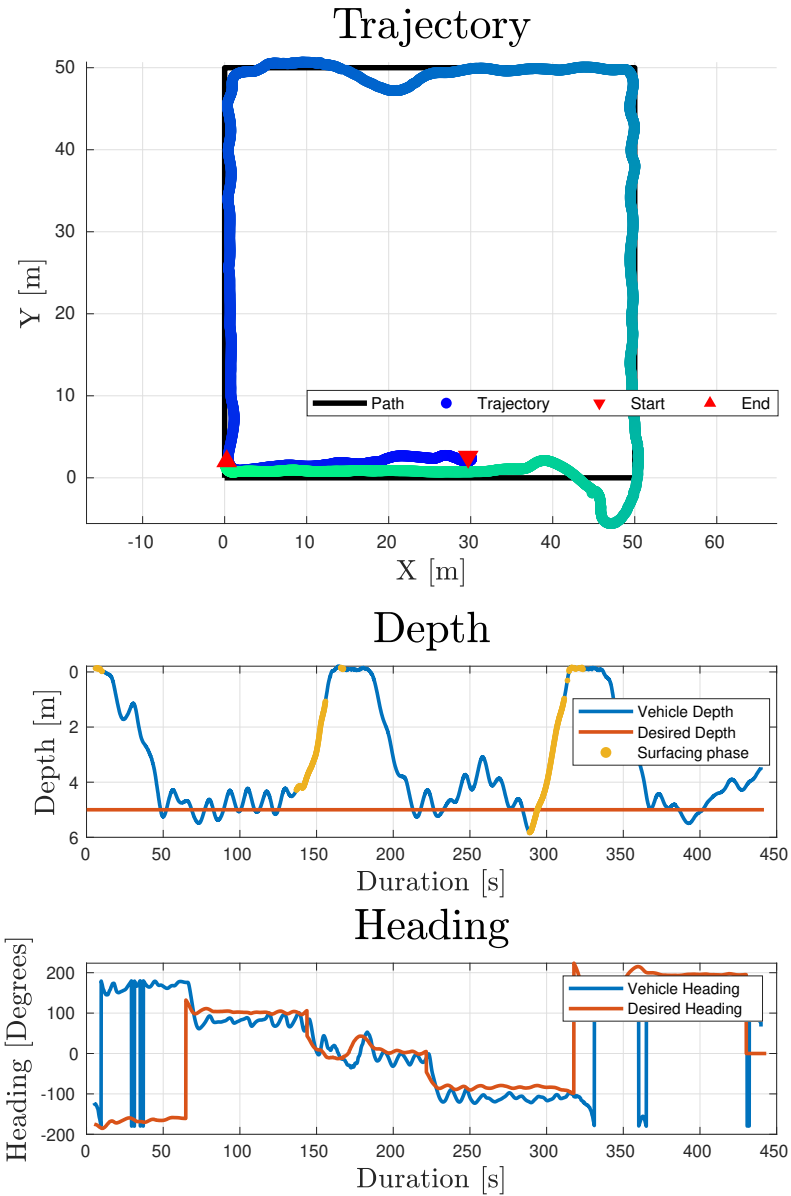 Trajectory
50
40
30
20
10
0
Y [m]
Path Trajectory Start End
-10 0 10 20 30 40 50 60
X [m]
Depth
0
2
4
6
Depth [m]
Vehicle Depth
Desired Depth
Surfacing phase
0 50 100 150 200 250 300 350 400 450
Duration [s]
Heading
200
100
0
-100
-200
Heading [Degrees]
Vehicle Heading
Desired Heading
0 50 100 150 200 250 300 350 400 450
Duration [s]